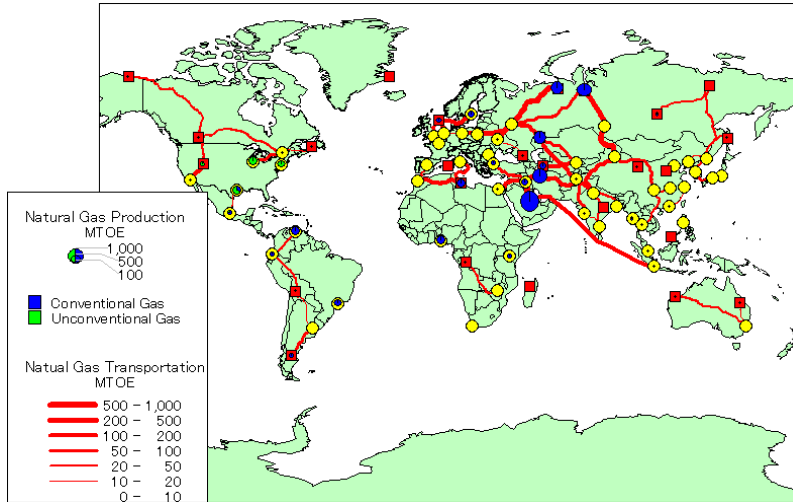 Natural Gas Production
MTOE
1,000
500
100
Conventional Gas
Unconventional Gas
Natual Gas Transportation
MTOE
500 - 1,000
200 - 500
100 - 200
50 - 100
20 - 50
10 - 20
0 - 10